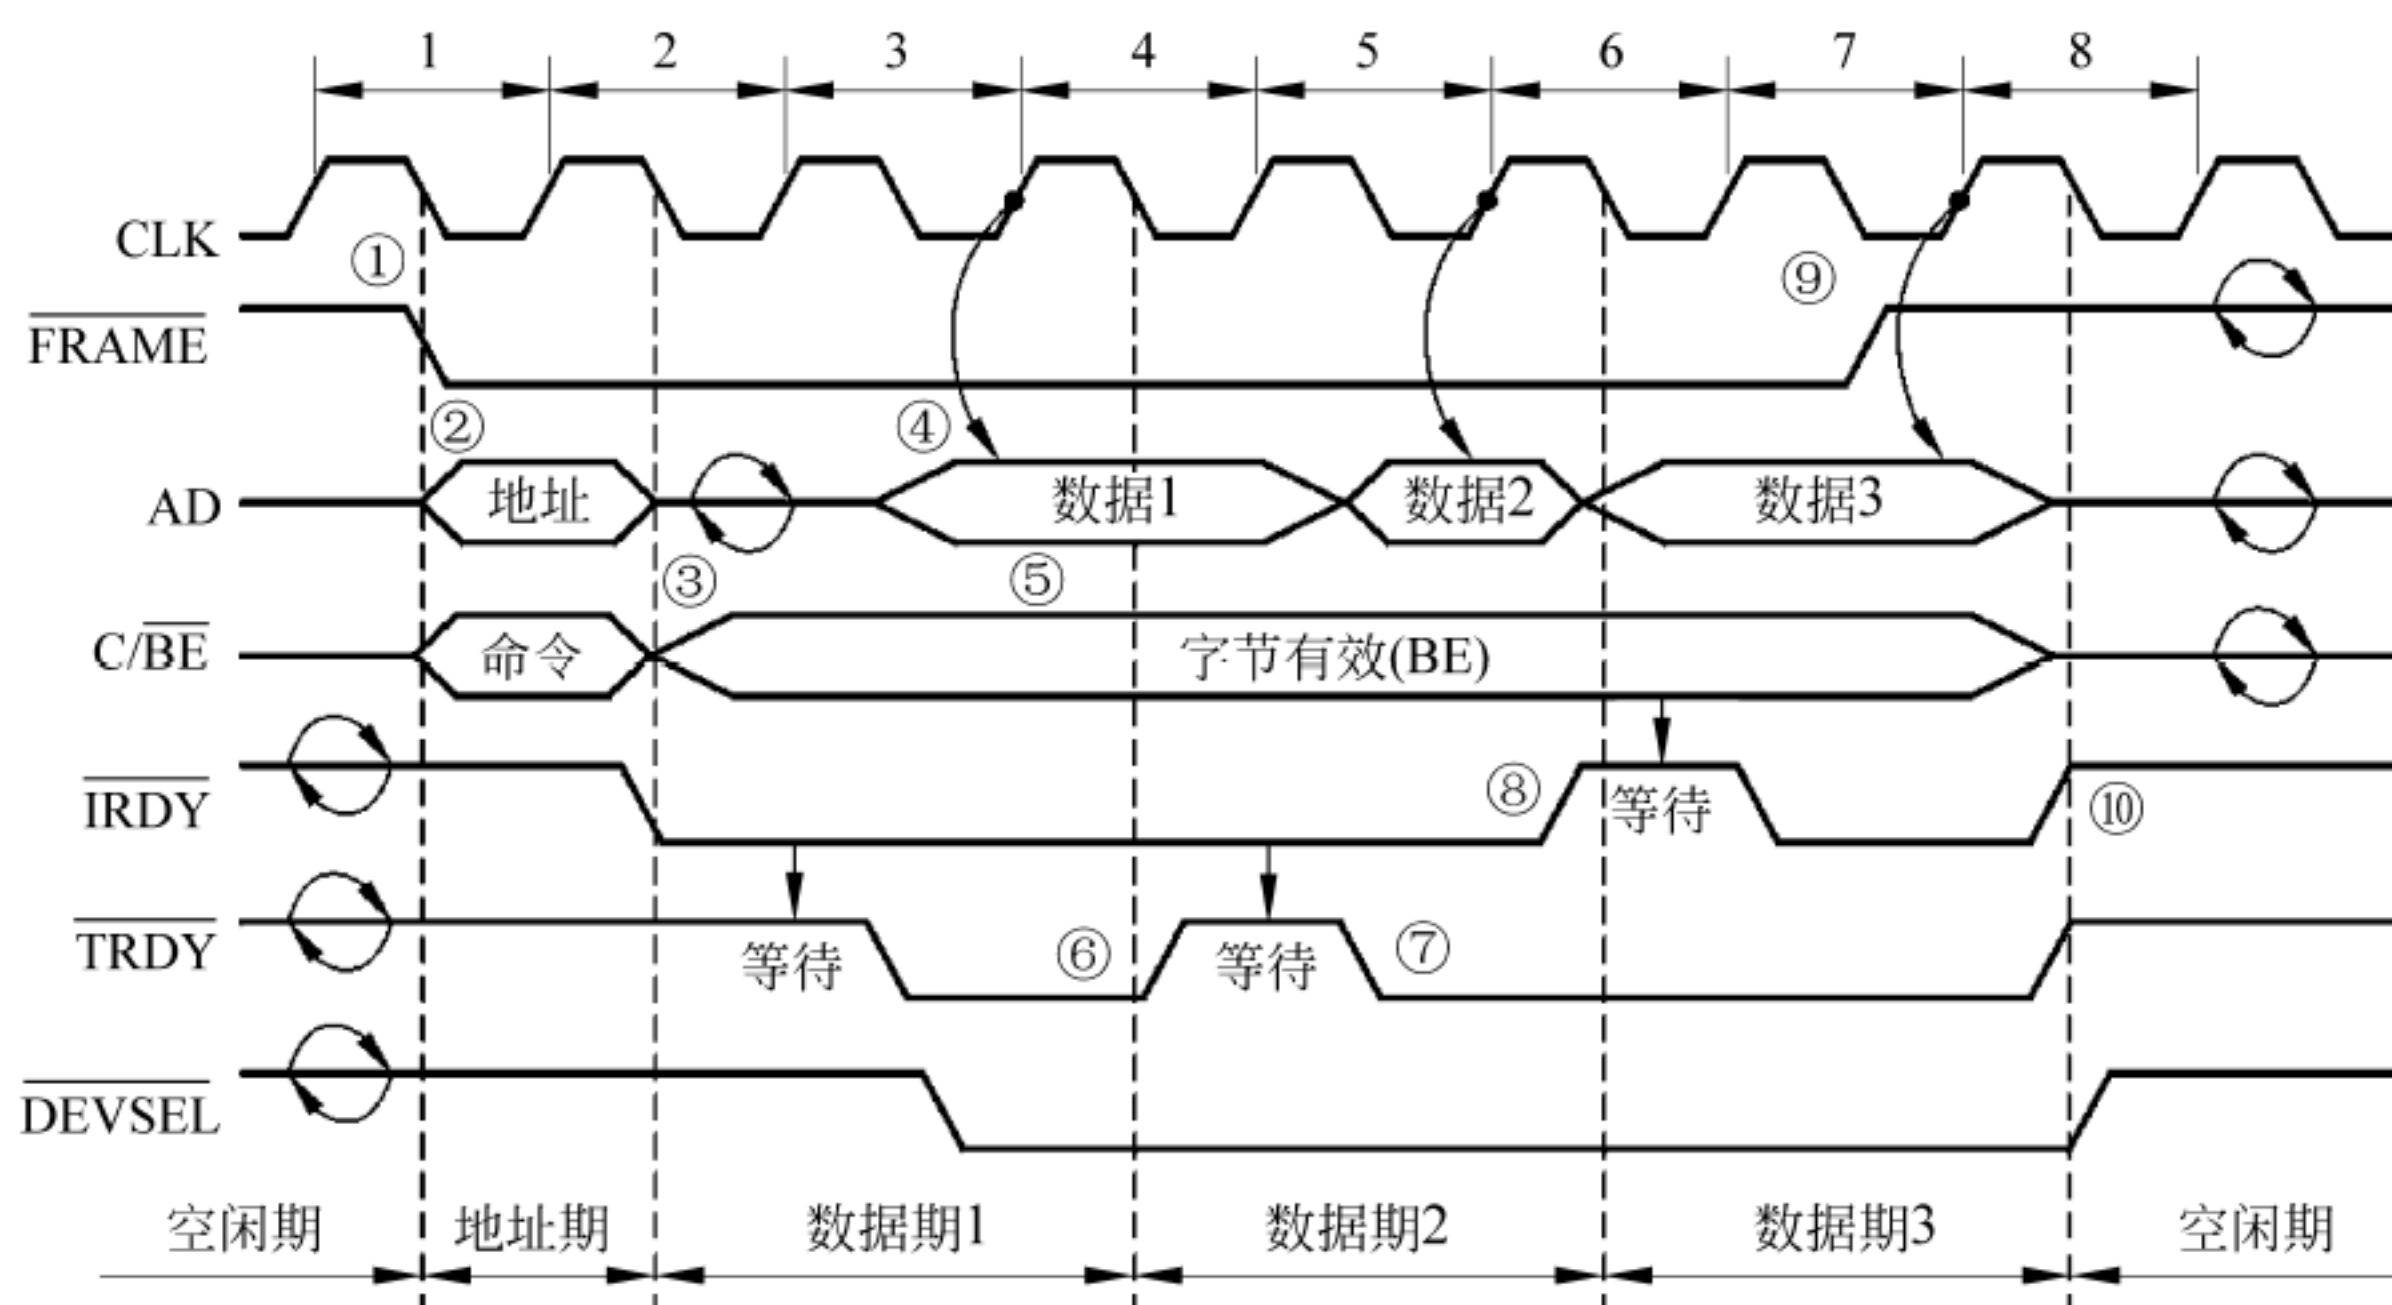 1 2 3 4 5 6 7 8
CLK
①
⑨
FRAME
②
④
AD 地址 数据1 数据2 数据3
③ ⑤
C/BE 命令 字节有效(BE)
IRDY ⑧ 等待 ⑩
TRDY 等待 ⑥ 等待 ⑦
DEVSEL
空闲期 地址期 数据期1 数据期2 数据期3 空闲期